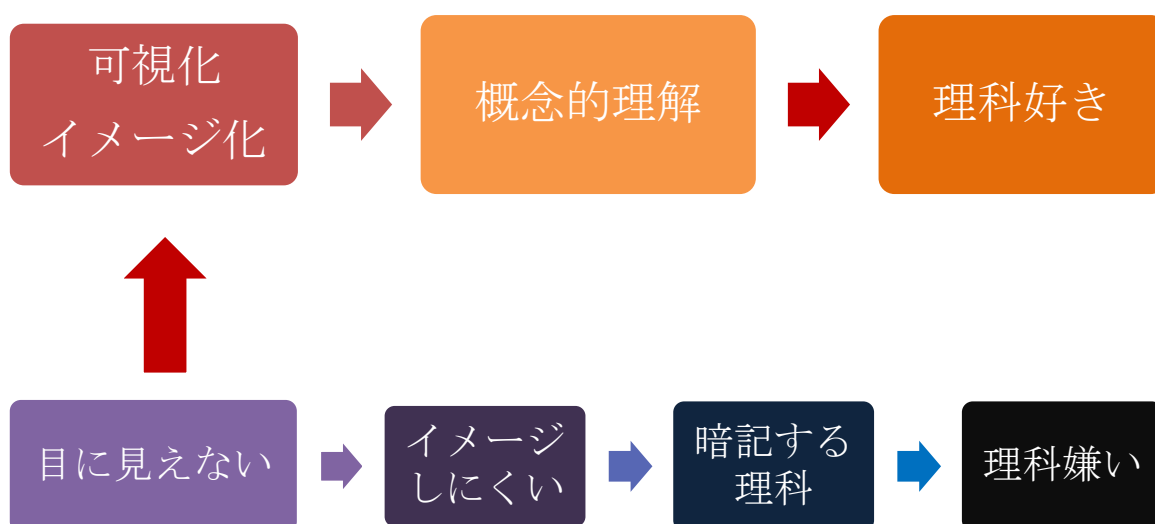 可視化
イメージ化
概念的理解
理科好き
目に見えない
イメージ
しにくい
暗記する
理科
理科嫌い